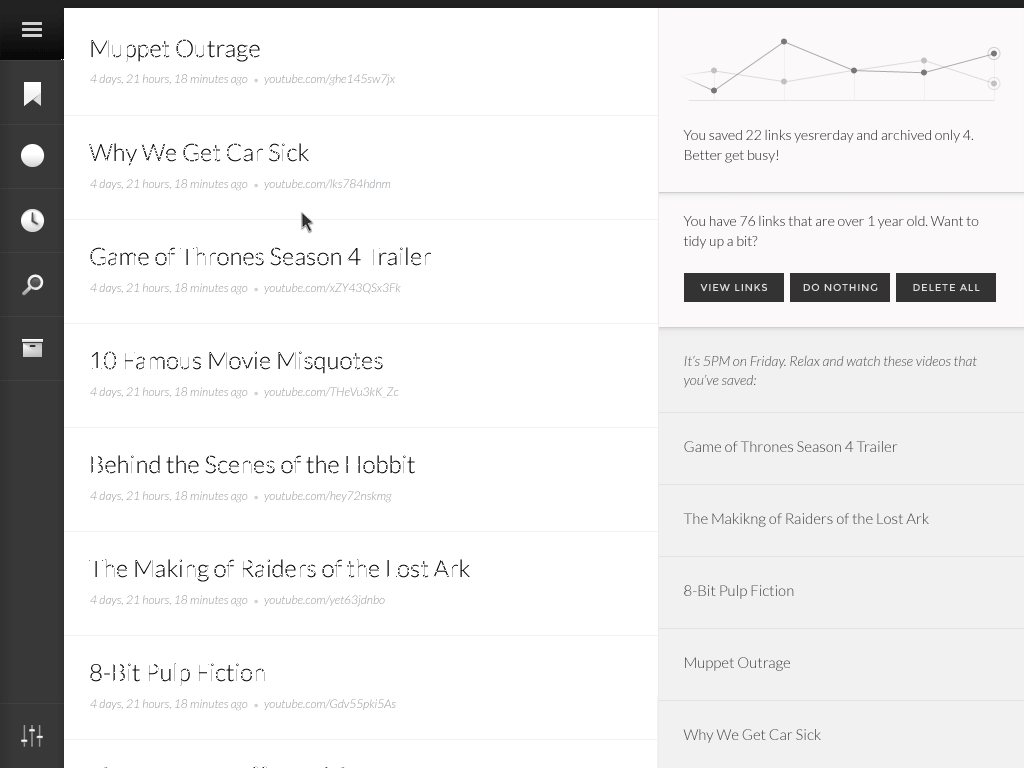 Muppet Outrage
4 days, 21 hours, 18 minutes ago • youtube.com/ghe145sw7jx
Why We Get Car Sick
4 days, 21 hours, 18 minutes ago • youtube.com/lks784hdnm
Game of Thrones Season 4 Trailer
4 days, 21 hours, 18 minutes ago • youtube.com/xZY43QSx3Fk
10 Famous Movie Misquotes
4 days, 21 hours, 18 minutes ago • youtube.com/THeVu3kK_Zc
Behind the Scenes of the Hobbit
4 days, 21 hours, 18 minutes ago • youtube.com/hey72nskmg
The Making of Raiders of the Lost Ark
4 days, 21 hours, 18 minutes ago • youtube.com/yet63jdnbo
8-Bit Pulp Fiction
4 days, 21 hours, 18 minutes ago • youtube.com/Gdv55pki5As
You saved 22 links yesrerday and archived only 4.
Better get busy!
You have 76 links that are over 1 year old. Want to
tidy up a bit?
VIEW LINKS
DO NOTHING
DELETE ALL
It's 5PM on Friday. Relax and watch these videos that
you've saved:
Game of Thrones Season 4 Trailer
The Makikng of Raiders of the Lost Ark
8-Bit Pulp Fiction
Muppet Outrage
Why We Get Car Sick